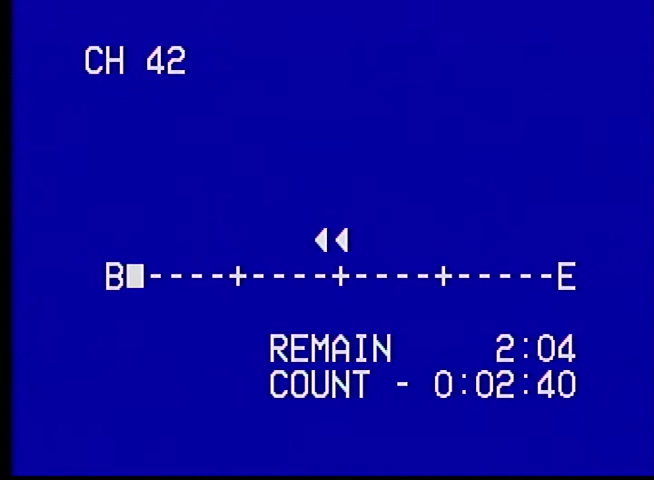 CH 42
B----+----+----+-----E
REMAIN 2:04
COUNT - 0:02:40